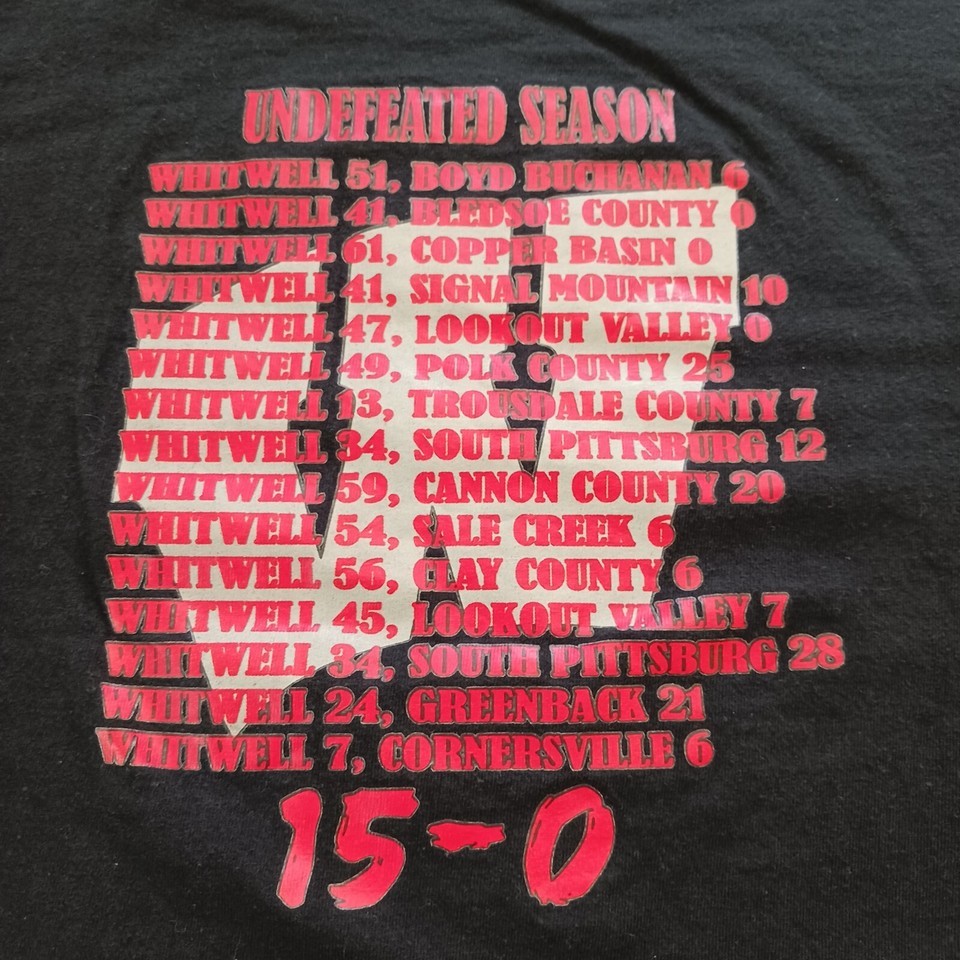 UNDEFEATED SEASON
WHITWELL 51, BOYD BUCHANAN 6
WHITWELL 41, BLEDSOE COUNTY 0
WHITWELL 61, COPPER BASIN 0
WHITWELL 41, SIGNAL MOUNTAIN 10
WHITWELL 47, LOOKOUT VALLEY 0
WHITWELL 49, POLK COUNTY 25
WHITWELL 13, TROUSDALE COUNTY 7
WHITWELL 34, SOUTH PITTSBURG 12
WHITWELL 59, CANNON COUNTY 20
WHITWELL 54, SALE CREEK 6
WHITWELL 56, CLAY COUNTY 6
WHITWELL 45, LOOKOUT VALLEY 7
WHITWELL 34, SOUTH PITTSBURG 28
WHITWELL 24, GREENBACK 21
WHITWELL 7, CORNERSVILLE 6
15-0
W